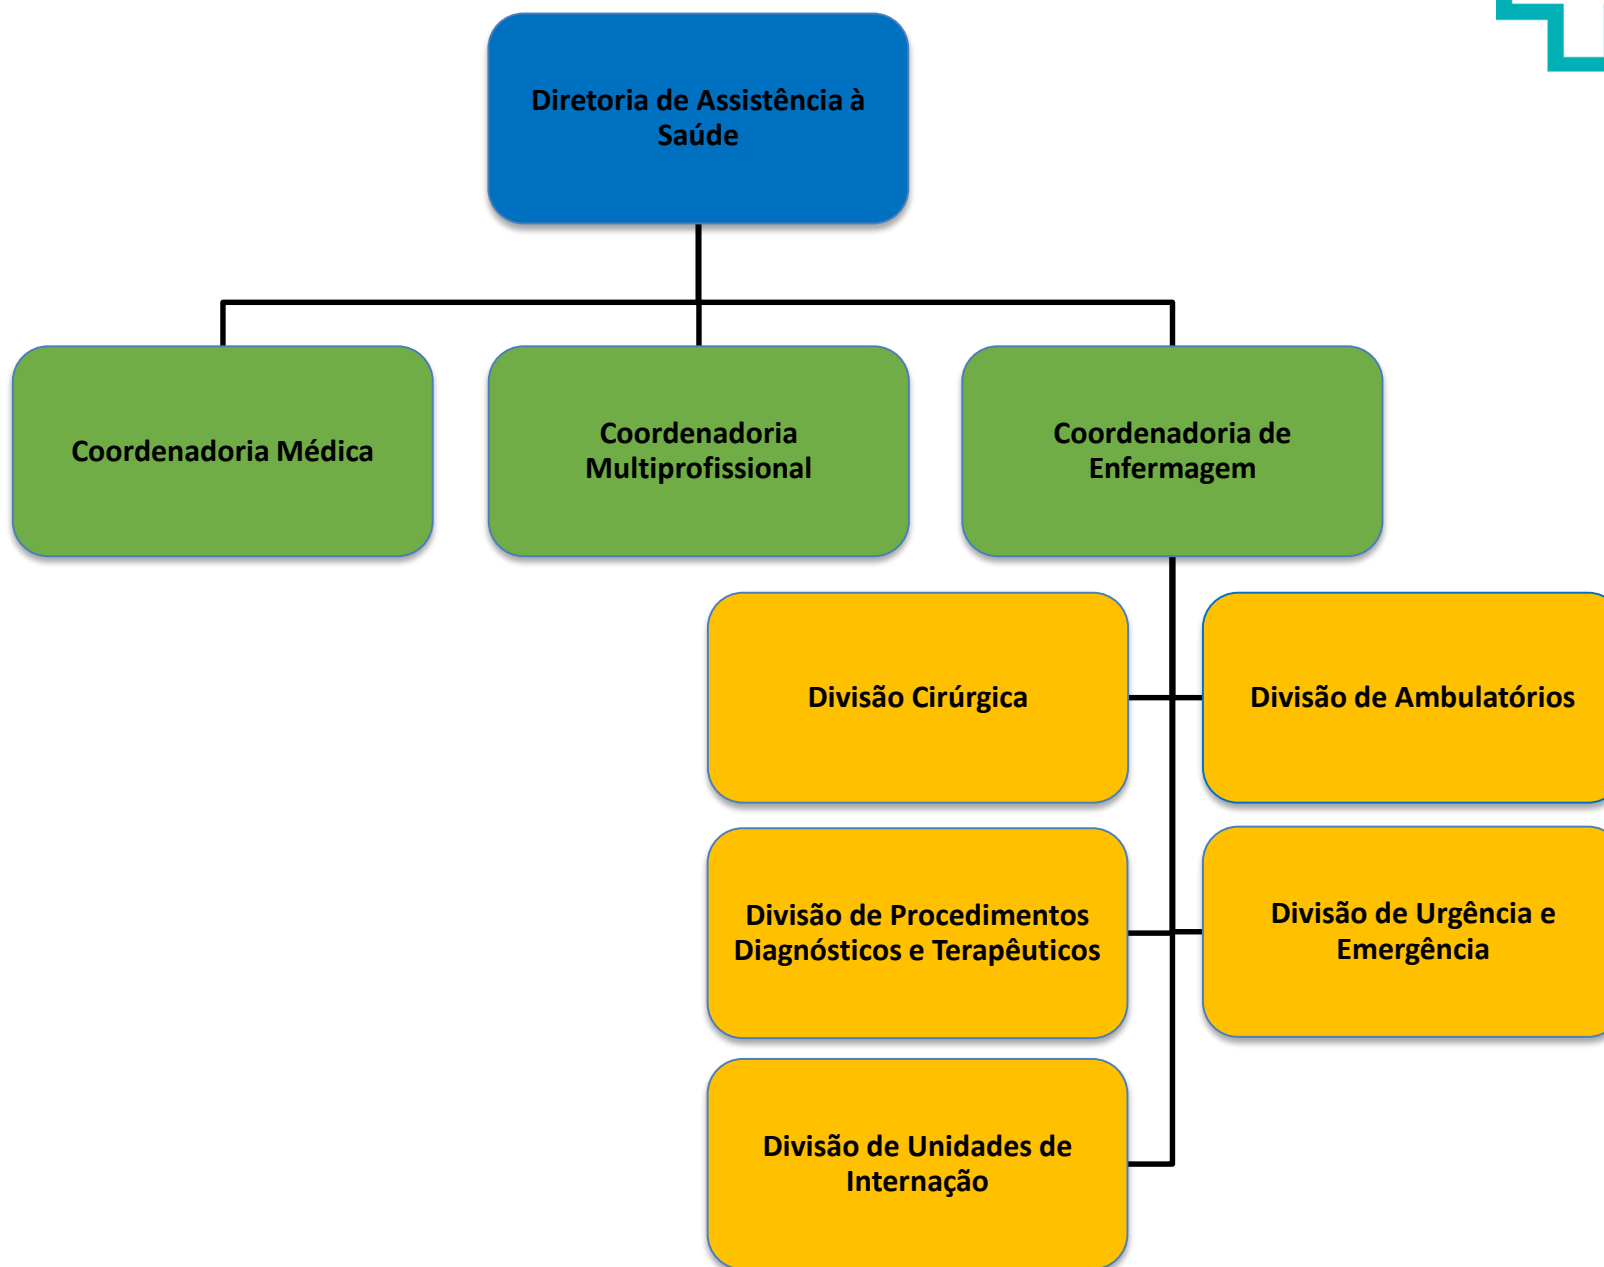 Diretoria de Assistência à
Saúde
Coordenadoria Médica
Coordenadoria
Multiprofissional
Coordenadoria de
Enfermagem
Divisão Cirúrgica
Divisão de Ambulatórios
Divisão de Procedimentos
Diagnósticos e Terapêuticos
Divisão de Urgência e
Emergência
Divisão de Unidades de
Internação